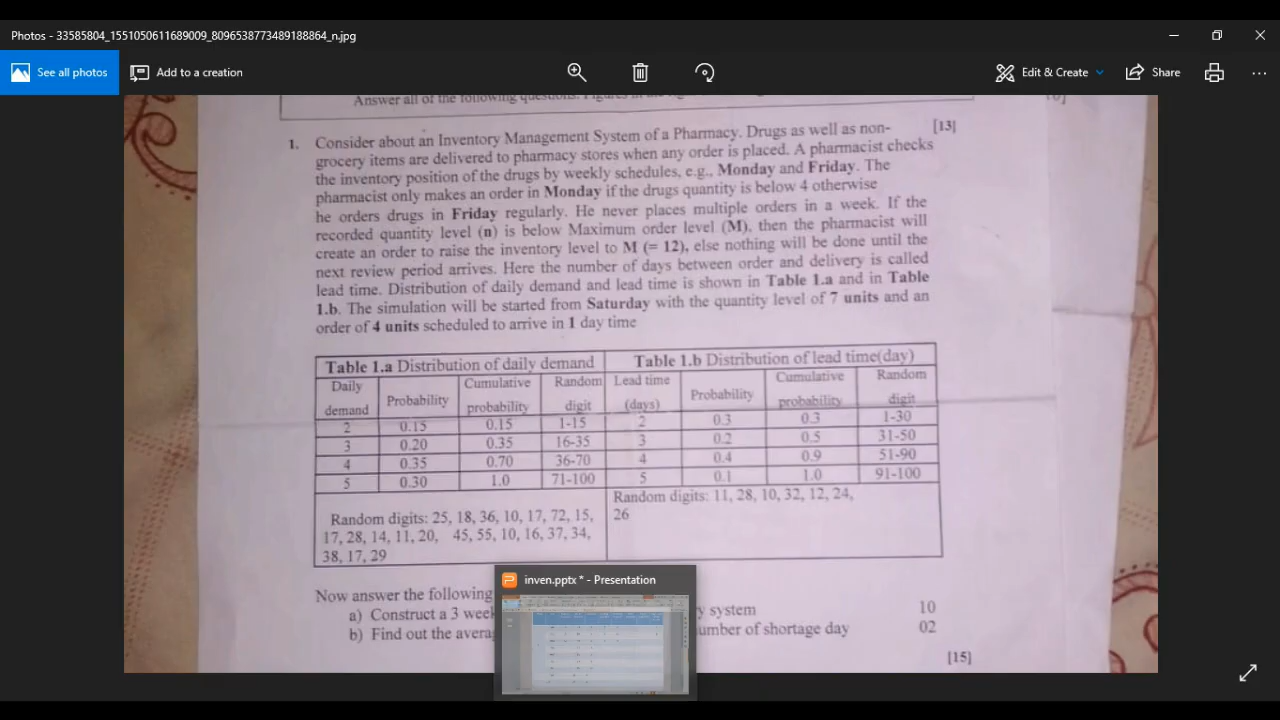 Photos - 33585804_1551050611689009_8096538773489188864_n.jpg
See all photos
Add to a creation
Edit & Create
Share
Answer all of the following questions.
1. Consider about an Inventory Management System of a Pharmacy. Drugs as well as non- [13]
grocery items are delivered to pharmacy stores when any order is placed. A pharmacist checks
the inventory position of the drugs by weekly schedules, e.g., Monday and Friday. The
pharmacist only makes an order in Monday if the drugs quantity is below 4 otherwise
he orders drugs in Friday regularly. He never places multiple orders in a week. If the
recorded quantity level (n) is below Maximum order level (M), then the pharmacist will
create an order to raise the inventory level to M (= 12), else nothing will be done until the
next review period arrives. Here the number of days between order and delivery is called
lead time. Distribution of daily demand and lead time is shown in Table 1.a and in Table
1.b. The simulation will be started from Saturday with the quantity level of 7 units and an
order of 4 units scheduled to arrive in 1 day time
Table 1.a Distribution of daily demand Table 1.b Distribution of lead time(day)
Daily demand Probability Cumulative probability Random digit Lead time (days) Probability Cumulative probability Random digit
2 0.15 0.15 1-15 2 0.3 0.3 1-30
3 0.20 0.35 16-35 3 0.2 0.5 31-50
4 0.35 0.70 36-70 4 0.4 0.9 51-90
5 0.30 1.0 71-100 5 0.1 1.0 91-100
Random digits: 25, 18, 36, 10, 17, 72, 15,
17, 28, 14, 11, 20, 45, 55, 10, 16, 37, 34,
38, 17, 29
Random digits: 11, 28, 10, 32, 12, 24,
26
Now answer the following
a) Construct a 3 wee y system 10
b) Find out the avera umber of shortage day 02
[15]
inven.pptx * - Presentation